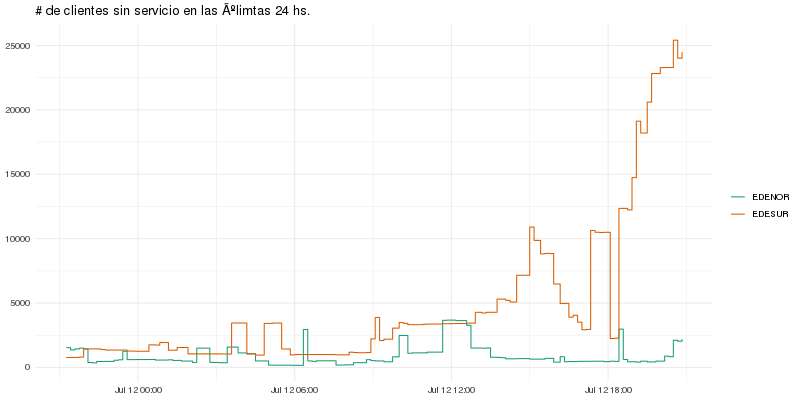 # de clientes sin servicio en las Ãºlimtas 24 hs.
25000
20000
15000
10000
5000
0
Jul 12 00:00
Jul 12 06:00
Jul 12 12:00
Jul 12 18:00
EDENOR
EDESUR